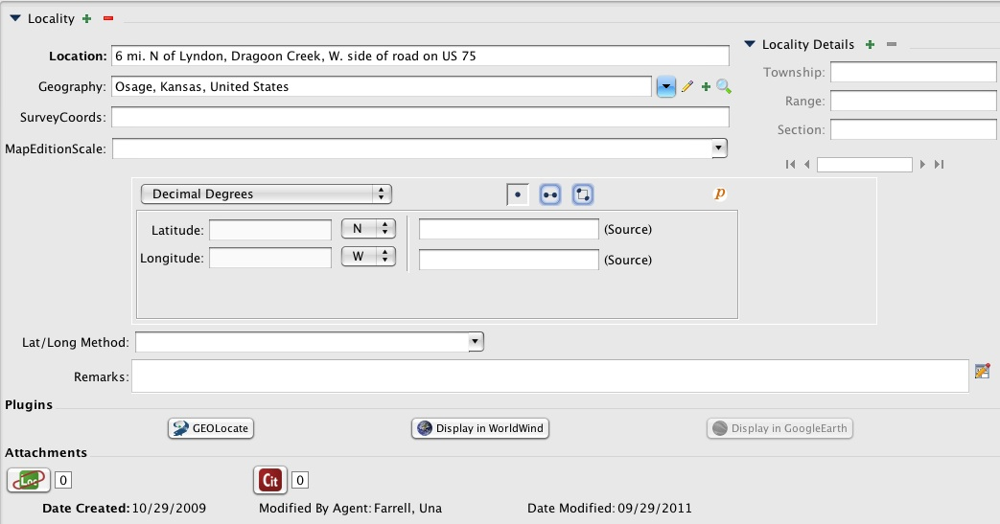 Locality
Location: 6 mi. N of Lyndon, Dragoon Creek, W. side of road on US 75
Geography: Osage, Kansas, United States
SurveyCoords:
MapEditionScale:
Locality Details
Township:
Range:
Section:
Decimal Degrees
p
Latitude: N (Source)
Longitude: W (Source)
Lat/Long Method:
Remarks:
Plugins
GEOLocate Display in WorldWind Display in GoogleEarth
Attachments
Loc 0 Cit 0
Date Created: 10/29/2009 Modified By Agent: Farrell, Una Date Modified: 09/29/2011